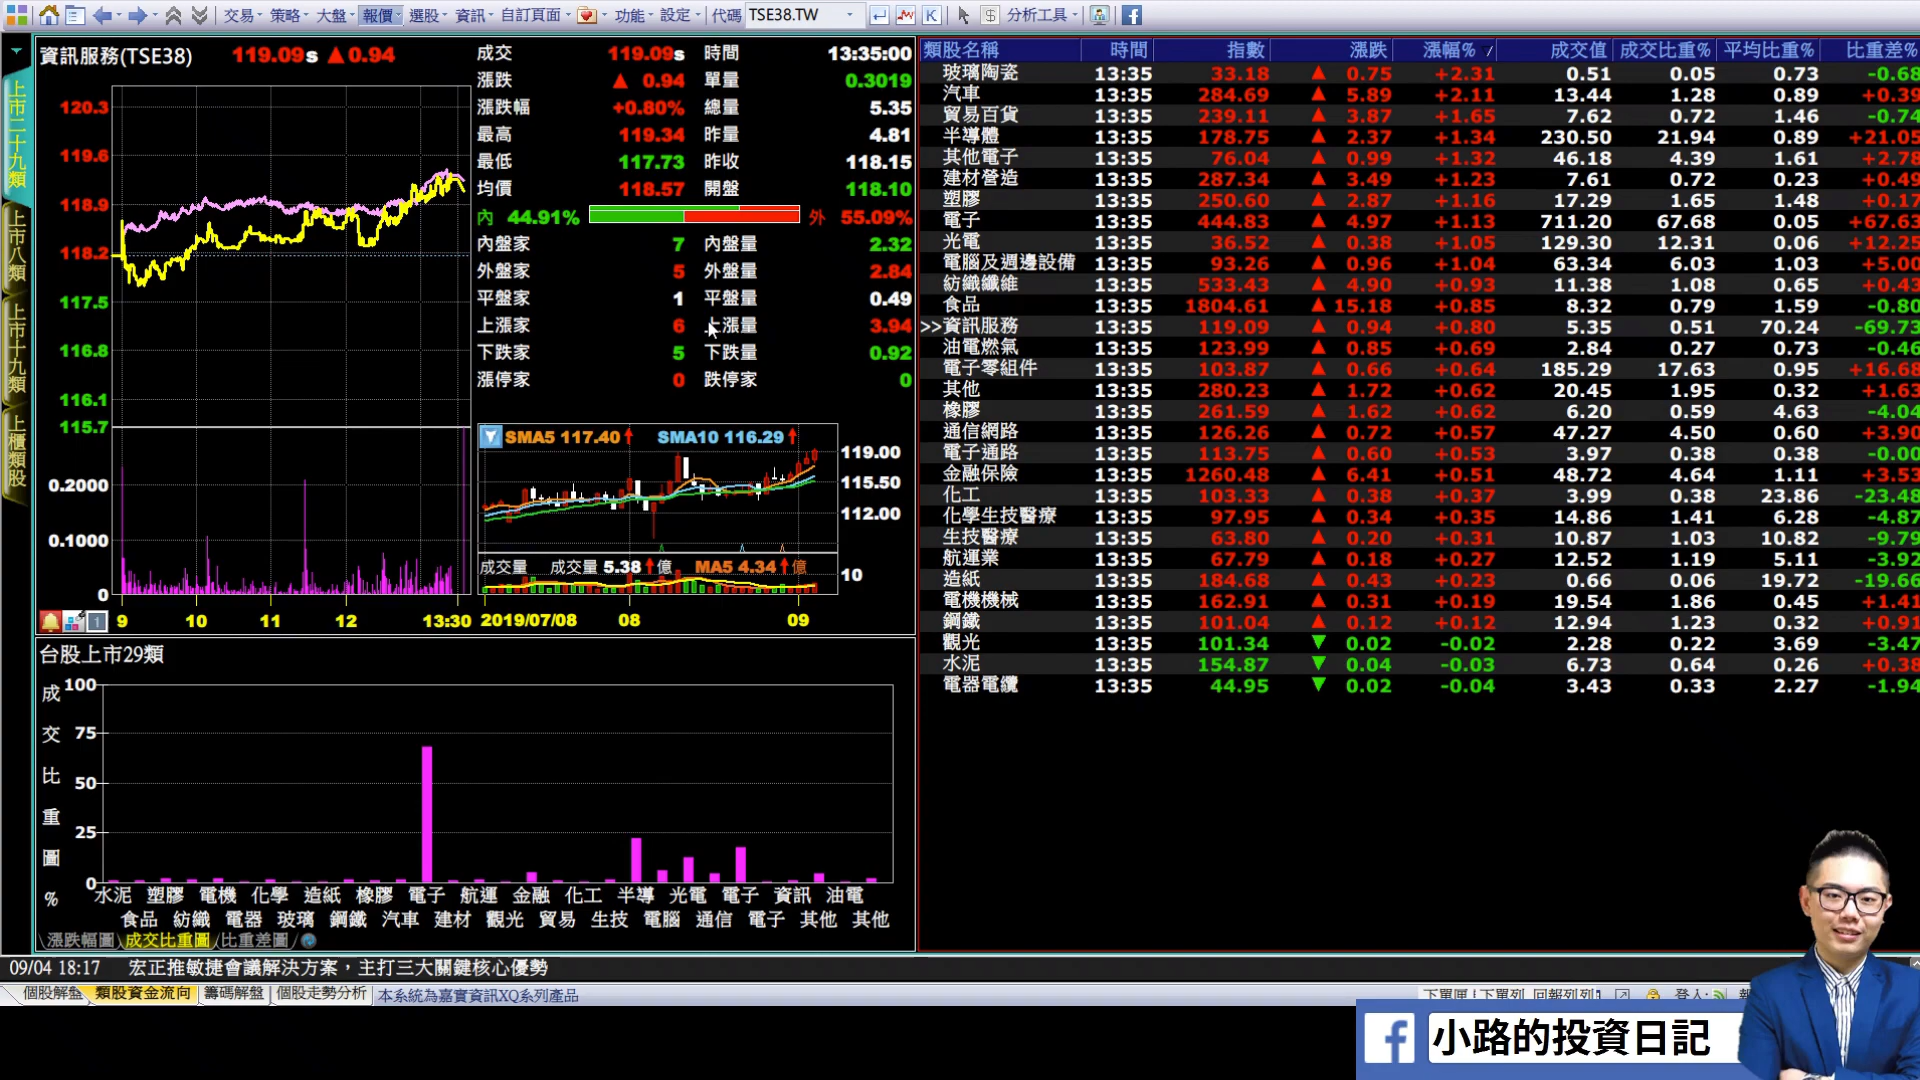 交易 策略 大盤 報價 選股 資訊 自訂頁面 功能 設定 代碼 TSE38.TW K $ 分析工具
上市二十九類
上市八類
上市十九類
上櫃類股
資訊服務(TSE38) 119.09s ▲0.94
120.3
119.6
118.9
118.2
117.5
116.8
116.1
115.7
0.2000
0.1000
0
9 10 11 12 13:30
成交 119.09s 時間 13:35:00
漲跌 ▲ 0.94 單量 0.3019
漲跌幅 +0.80% 總量 5.35
最高 119.34 昨量 4.81
最低 117.73 昨收 118.15
均價 118.57 開盤 118.10
內 44.91% 外 55.09%
內盤家 7 內盤量 2.32
外盤家 5 外盤量 2.84
平盤家 1 平盤量 0.49
上漲家 6 上漲量 3.94
下跌家 5 下跌量 0.92
漲停家 0 跌停家 0
SMA5 117.40 SMA10 116.29
119.00
115.50
112.00
成交量 成交量 5.38 億 MA5 4.34 億
10
2019/07/08 08 09
類股名稱 時間 指數 漲跌 漲幅% 成交值 成交比重% 平均比重% 比重差%
玻璃陶瓷 13:35 33.18 ▲ 0.75 +2.31 0.51 0.05 0.73 -0.68
汽車 13:35 284.69 ▲ 5.89 +2.11 13.44 1.28 0.89 +0.39
貿易百貨 13:35 239.11 ▲ 3.87 +1.65 7.62 0.72 1.46 -0.74
半導體 13:35 178.75 ▲ 2.37 +1.34 230.50 21.94 0.89 +21.05
其他電子 13:35 76.04 ▲ 0.99 +1.32 46.18 4.39 1.61 +2.78
建材營造 13:35 287.34 ▲ 3.49 +1.23 7.61 0.72 0.23 +0.49
塑膠 13:35 250.60 ▲ 2.87 +1.16 17.29 1.65 1.48 +0.17
電子 13:35 444.83 ▲ 4.97 +1.13 711.20 67.68 0.05 +67.63
光電 13:35 36.52 ▲ 0.38 +1.05 129.30 12.31 0.06 +12.25
電腦及週邊設備 13:35 93.26 ▲ 0.96 +1.04 63.34 6.03 1.03 +5.00
紡織纖維 13:35 533.43 ▲ 4.90 +0.93 11.38 1.08 0.65 +0.43
食品 13:35 1804.61 ▲ 15.18 +0.85 8.32 0.79 1.59 -0.80
>>資訊服務 13:35 119.09 ▲ 0.94 +0.80 5.35 0.51 70.24 -69.73
油電燃氣 13:35 123.99 ▲ 0.85 +0.69 2.84 0.27 0.73 -0.46
電子零組件 13:35 103.87 ▲ 0.66 +0.64 185.29 17.63 0.95 +16.68
其他 13:35 280.23 ▲ 1.72 +0.62 20.45 1.95 0.32 +1.63
橡膠 13:35 261.59 ▲ 1.62 +0.62 6.20 0.59 4.63 -4.04
通信網路 13:35 126.26 ▲ 0.72 +0.57 47.27 4.50 0.60 +3.90
電子通路 13:35 113.75 ▲ 0.60 +0.53 3.97 0.38 0.38 -0.00
金融保險 13:35 1260.48 ▲ 6.41 +0.51 48.72 4.64 1.11 +3.53
化工 13:35 103.33 ▲ 0.38 +0.37 3.99 0.38 23.86 -23.48
化學生技醫療 13:35 97.95 ▲ 0.34 +0.35 14.86 1.41 6.28 -4.87
生技醫療 13:35 63.80 ▲ 0.20 +0.31 10.87 1.03 10.82 -9.79
航運業 13:35 67.79 ▲ 0.18 +0.27 12.52 1.19 5.11 -3.92
造紙 13:35 184.68 ▲ 0.43 +0.23 0.66 0.06 19.72 -19.66
電機機械 13:35 162.91 ▲ 0.31 +0.19 19.54 1.86 0.45 +1.41
鋼鐵 13:35 101.04 ▲ 0.12 +0.12 12.94 1.23 0.32 +0.91
觀光 13:35 101.34 ▼ 0.02 -0.02 2.28 0.22 3.69 -3.47
水泥 13:35 154.87 ▼ 0.04 -0.03 6.73 0.64 0.26 +0.38
電器電纜 13:35 44.95 ▼ 0.02 -0.04 3.43 0.33 2.27 -1.94
台股上市29類
成交比重圖%
100
75
50
25
0
水泥 塑膠 電機 化學 造紙 橡膠 電子 航運 金融 化工 半導 光電 電子 資訊 油電
食品 紡織 電器 玻璃 鋼鐵 汽車 建材 觀光 貿易 生技 電腦 通信 電子 其他 其他
漲跌幅圖 成交比重圖 比重差圖
09/04 18:17 宏正推敏捷會議解決方案，主打三大關鍵核心優勢
個股解盤 類股資金流向 籌碼解盤 個股走勢分析 本系統為嘉實資訊XQ系列產品
下單匣 下單列 回報列 登入
小路的投資日記